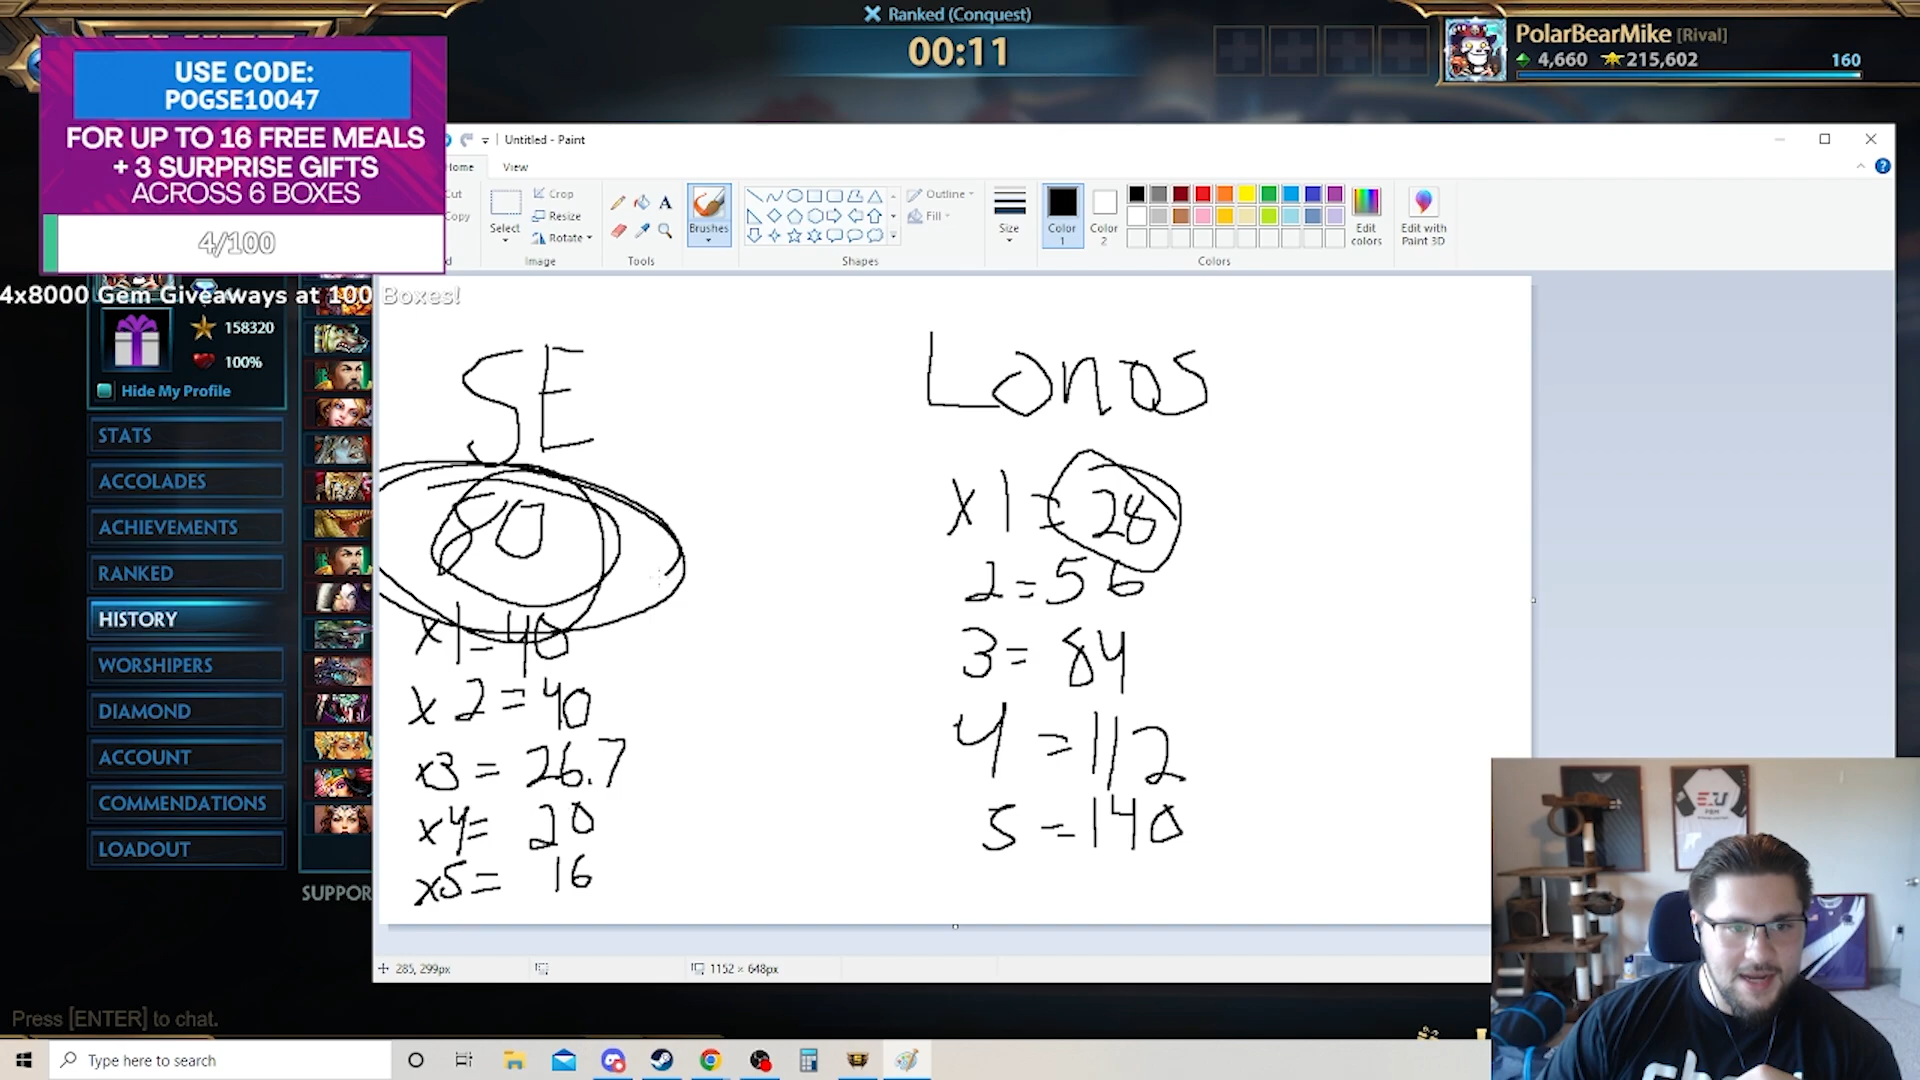 Ranked (Conquest)
00:11
PolarBearMike [Rival]
4,660 215,602 160
USE CODE:
POGSE10047
FOR UP TO 16 FREE MEALS
+ 3 SURPRISE GIFTS
ACROSS 6 BOXES
4/100
4x8000 Gem Giveaways at 100 Boxes!
158320
100%
Hide My Profile
STATS
ACCOLADES
ACHIEVEMENTS
RANKED
HISTORY
WORSHIPERS
DIAMOND
ACCOUNT
COMMENDATIONS
LOADOUT
SUPPOR
Press [ENTER] to chat.
Untitled - Paint
Home View
Cut
Copy
Select
Crop
Resize
Rotate
Image
A
Tools
Brushes
Outline
Fill
Shapes
Size
Color 1
Color 2
Edit colors
Edit with Paint 3D
Colors
SE
80
x1=40
x2=40
x3=26.7
x4=20
x5=16
Lonos
x1=28
2=56
3=84
4=112
5=140
285, 299px
1152 × 648px
Type here to search